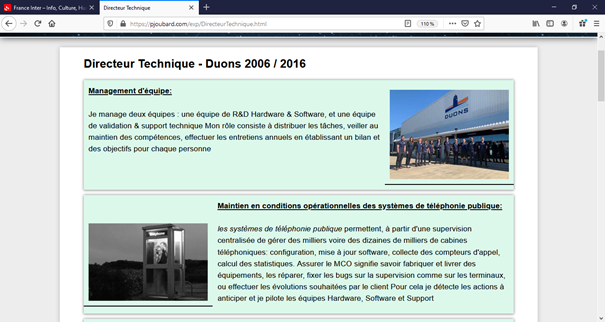 France Inter – Info, Culture, Hu
Directeur Technique
https://pjoubard.com/exp/DirecteurTechnique.html
110 %
Directeur Technique - Duons 2006 / 2016
Management d'équipe:
Je manage deux équipes : une équipe de R&D Hardware & Software, et une équipe
de validation & support technique Mon rôle consiste à distribuer les tâches, veiller au
maintien des compétences, effectuer les entretiens annuels en établissant un bilan et
des objectifs pour chaque personne
DUONS
Maintien en conditions opérationnelles des systèmes de téléphonie publique:
les systèmes de téléphonie publique permettent, à partir d'une supervision
centralisée de gérer des milliers voire des dizaines de milliers de cabines
téléphoniques: configuration, mise à jour software, collecte des compteurs d'appel,
calcul des statistiques. Assurer le MCO signifie savoir fabriquer et livrer des
équipements, les réparer, fixer les bugs sur la supervision comme sur les terminaux,
ou effectuer les évolutions souhaitées par le client Pour cela je détecte les actions à
anticiper et je pilote les équipes Hardware, Software et Support